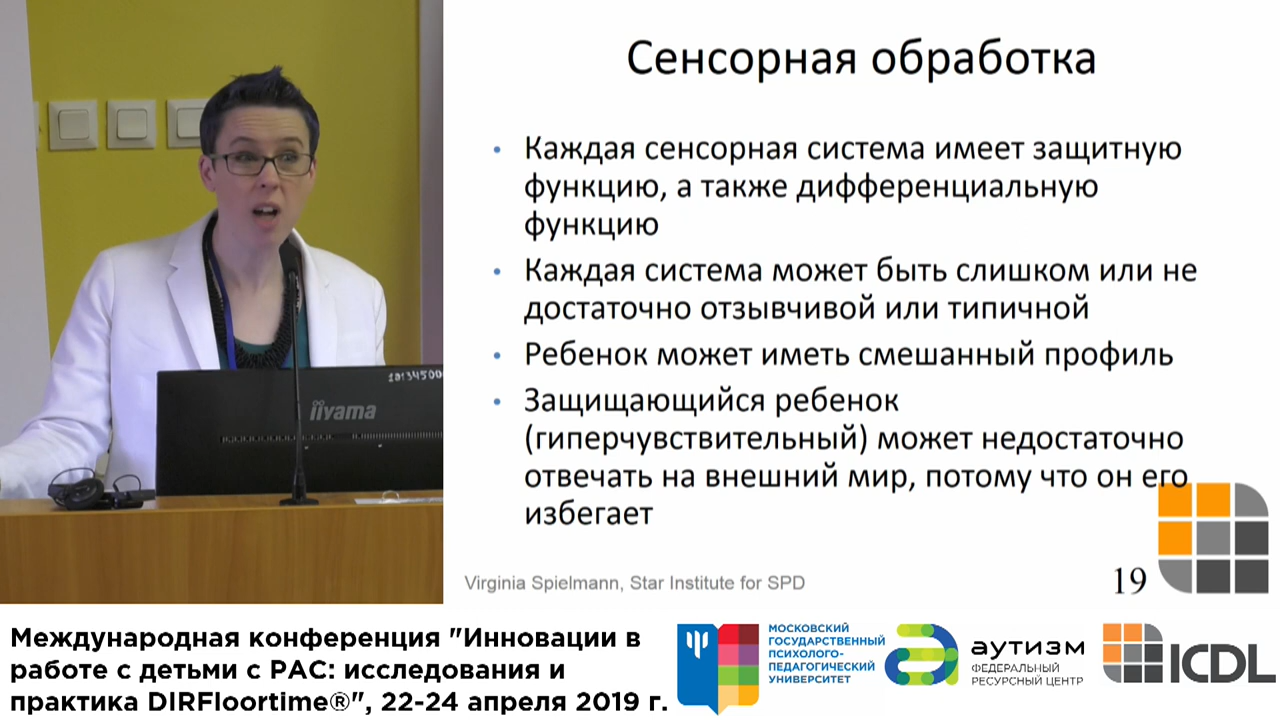 Сенсорная обработка
• Каждая сенсорная система имеет защитную
функцию, а также дифференциальную
функцию
• Каждая система может быть слишком или не
достаточно отзывчивой или типичной
• Ребенок может иметь смешанный профиль
• Защищающийся ребенок
(гиперчувствительный) может недостаточно
отвечать на внешний мир, потому что он его
избегает
Virginia Spielmann, Star Institute for SPD
19
iiyama
Международная конференция "Инновации в
работе с детьми с РАС: исследования и
практика DIRFloortime®", 22-24 апреля 2019 г.
МОСКОВСКИЙ
ГОСУДАРСТВЕННЫЙ
ПСИХОЛОГО-
ПЕДАГОГИЧЕСКИЙ
УНИВЕРСИТЕТ
аутизм
ФЕДЕРАЛЬНЫЙ
РЕСУРСНЫЙ ЦЕНТР
ICDL